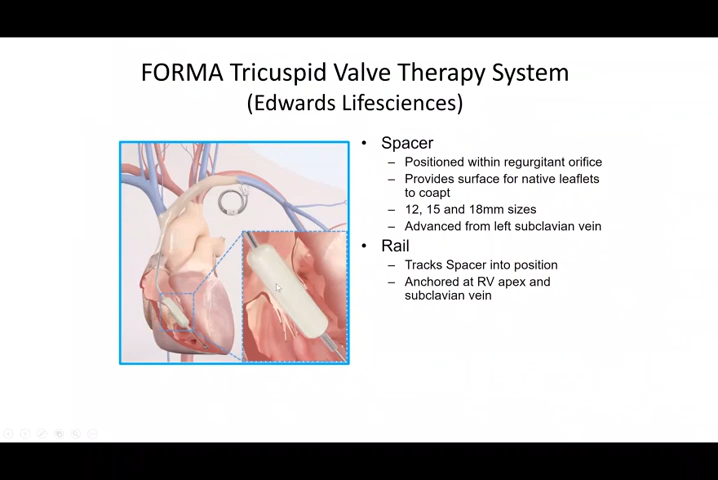 FORMA Tricuspid Valve Therapy System
(Edwards Lifesciences)
• Spacer
– Positioned within regurgitant orifice
– Provides surface for native leaflets
to coapt
– 12, 15 and 18mm sizes
– Advanced from left subclavian vein
• Rail
– Tracks Spacer into position
– Anchored at RV apex and
subclavian vein